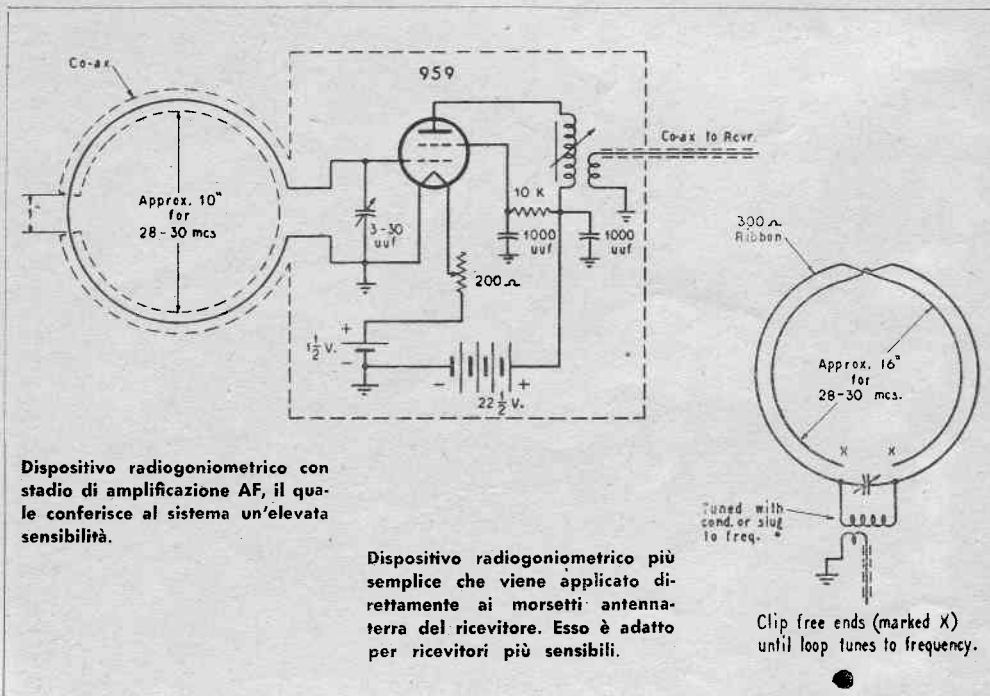 Co-ax
959
Co-ax to Rcvr.
Approx. 10"
for
28-30 mcs
3-30
uuf
10 K
1000
uuf
1000
uuf
200 Ω
+
1 1/2 V.
-
- +
22 1/2 V.
300 Ω
Ribbon
Approx. 16"
for
28-30 mcs.
X X
Tuned with
cond. or slug
to freq.
Clip free ends (marked X)
until loop tunes to frequency.
Dispositivo radiogoniometrico con
stadio di amplificazione AF, il qua-
le conferisce al sistema un'elevata
sensibilità.
Dispositivo radiogoniometrico più
semplice che viene applicato di-
rettamente ai morsetti antenna-
terra del ricevitore. Esso è adatto
per ricevitori più sensibili.